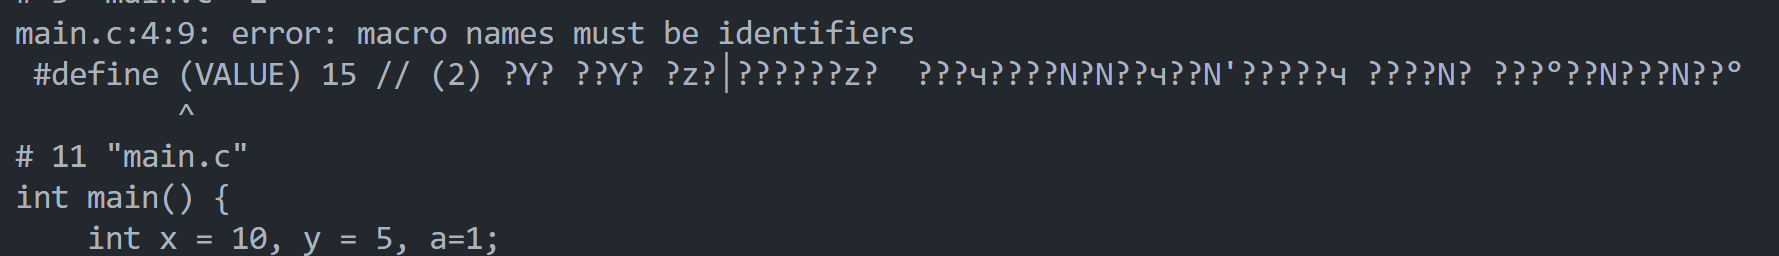 main.c:4:9: error: macro names must be identifiers
#define (VALUE) 15 // (2) ?Y? ??Y? ?z?│??????z?  ???ч????N?N??ч??N'?????ч ????N? ???°??N???N??°
^
# 11 "main.c"
int main() {
int x = 10, y = 5, a=1;